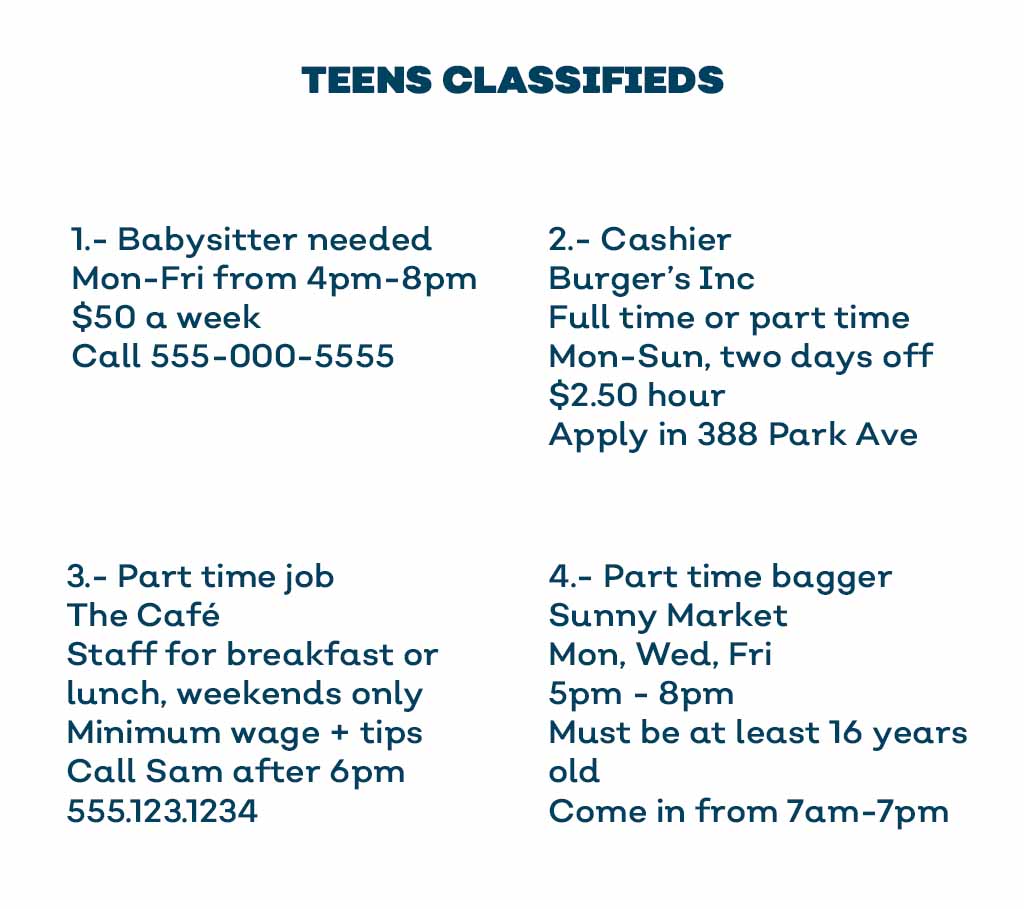 TEENS CLASSIFIEDS
1.- Babysitter needed
Mon-Fri from 4pm-8pm
$50 a week
Call 555-000-5555
2.- Cashier
Burger’s Inc
Full time or part time
Mon-Sun, two days off
$2.50 hour
Apply in 388 Park Ave
3.- Part time job
The Café
Staff for breakfast or
lunch, weekends only
Minimum wage + tips
Call Sam after 6pm
555.123.1234
4.- Part time bagger
Sunny Market
Mon, Wed, Fri
5pm - 8pm
Must be at least 16 years
old
Come in from 7am-7pm